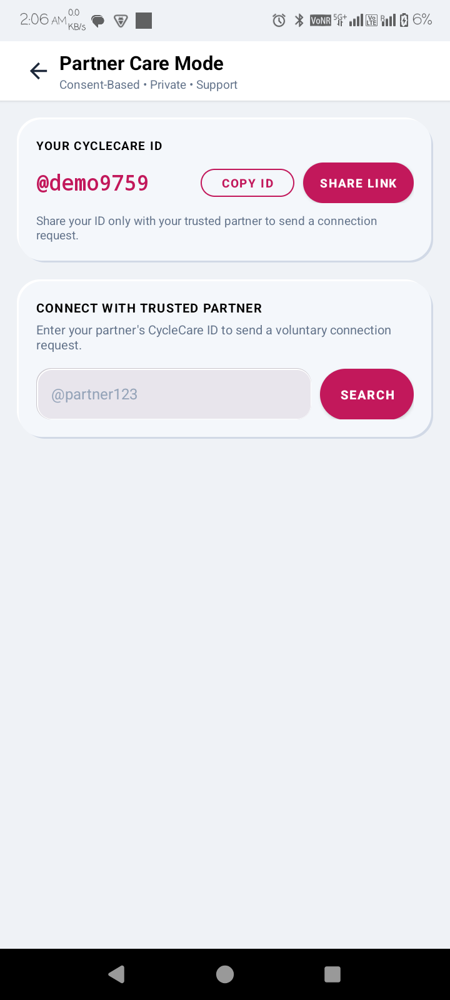 2:06 AM 0.0 KB/s VoNR 5G+ Vo LTE R 6%
Partner Care Mode
Consent-Based • Private • Support
YOUR CYCLECARE ID
@demo9759
COPY ID
SHARE LINK
Share your ID only with your trusted partner to send a connection
request.
CONNECT WITH TRUSTED PARTNER
Enter your partner's CycleCare ID to send a voluntary connection
request.
@partner123
SEARCH